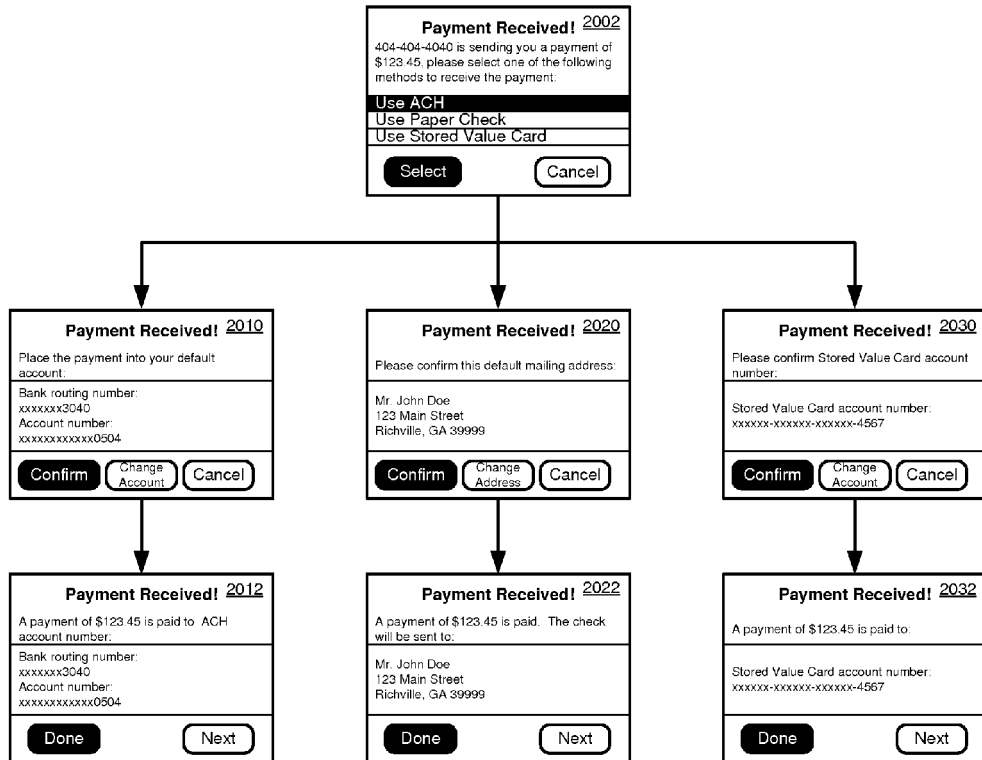 Payment Received! 2002
404-404-4040 is sending you a payment of
$123.45, please select one of the following
methods to receive the payment:
Use ACH
Use Paper Check
Use Stored Value Card
Select Cancel
Payment Received! 2010
Place the payment into your default
account:
Bank routing number:
xxxxxxx3040
Account number:
xxxxxxxxxxxx0504
Confirm Change Account Cancel
Payment Received! 2020
Please confirm this default mailing address:
Mr. John Doe
123 Main Street
Richville, GA 39999
Confirm Change Address Cancel
Payment Received! 2030
Please confirm Stored Value Card account
number:
Stored Value Card account number:
xxxxxx-xxxxxx-xxxxxx-4567
Confirm Change Account Cancel
Payment Received! 2012
A payment of $123.45 is paid to ACH
account number:
Bank routing number:
xxxxxxx3040
Account number:
xxxxxxxxxxxx0504
Done Next
Payment Received! 2022
A payment of $123.45 is paid. The check
will be sent to:
Mr. John Doe
123 Main Street
Richville, GA 39999
Done Next
Payment Received! 2032
A payment of $123.45 is paid to:
Stored Value Card account number:
xxxxxx-xxxxxx-xxxxxx-4567
Done Next